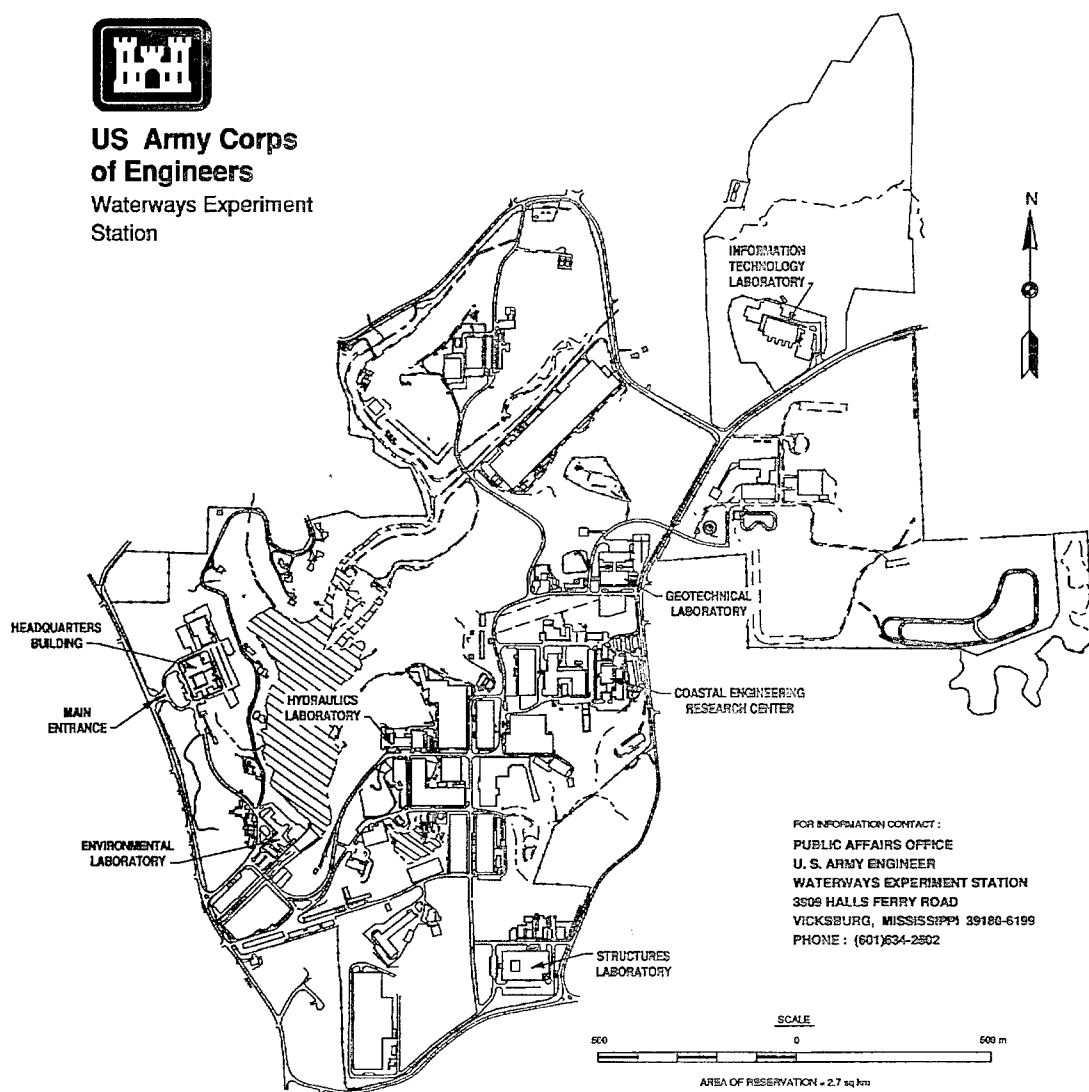 US Army Corps
of Engineers
Waterways Experiment
Station
N
INFORMATION
TECHNOLOGY
LABORATORY
GEOTECHNICAL
LABORATORY
HEADQUARTERS
BUILDING
MAIN
ENTRANCE
HYDRAULICS
LABORATORY
COASTAL ENGINEERING
RESEARCH CENTER
ENVIRONMENTAL
LABORATORY
STRUCTURES
LABORATORY
FOR INFORMATION CONTACT :
PUBLIC AFFAIRS OFFICE
U. S. ARMY ENGINEER
WATERWAYS EXPERIMENT STATION
3909 HALLS FERRY ROAD
VICKSBURG, MISSISSIPPI 39180-6199
PHONE : (601)634-2502
SCALE
500 0 500 m
AREA OF RESERVATION = 2.7 sq km